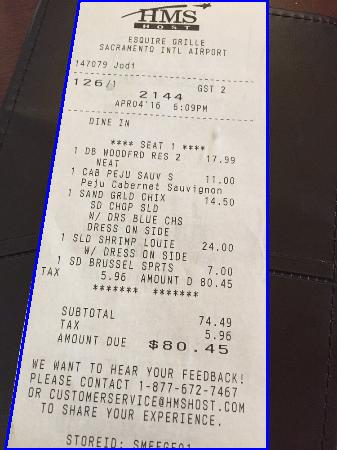 HMS
HOST
ESQUIRE GRILLE
SACRAMENTO INTL AIRPORT
147079 Jodi
126/1 GST 2
2144
APR04'16 6:09PM
DINE IN
**** SEAT 1 ****
1 DB WOODFRD RES 2 17.99
NEAT
1 CAB PEJU SAUV S 11.00
Peju Cabernet Sauvignon
1 SAND GRLD CHIX 14.50
SD CHOP SLD
W/ DRS BLUE CHS
DRESS ON SIDE
1 SLD SHRIMP LOUIE 24.00
W/ DRESS ON SIDE
1 SD BRUSSEL SPRTS 7.00
TAX 5.96 AMOUNT D 80.45
******* *******
SUBTOTAL 74.49
TAX 5.96
AMOUNT DUE $80.45
WE WANT TO HEAR YOUR FEEDBACK!
PLEASE CONTACT 1-877-672-7467
OR CUSTOMERSERVICE@HMSHOST.COM
TO SHARE YOUR EXPERIENCE.
STOREID: